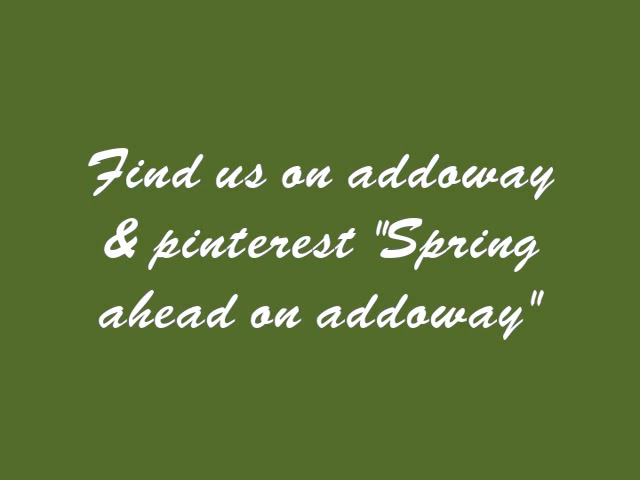 Find us on addoway
& pinterest "Spring
ahead on addoway"